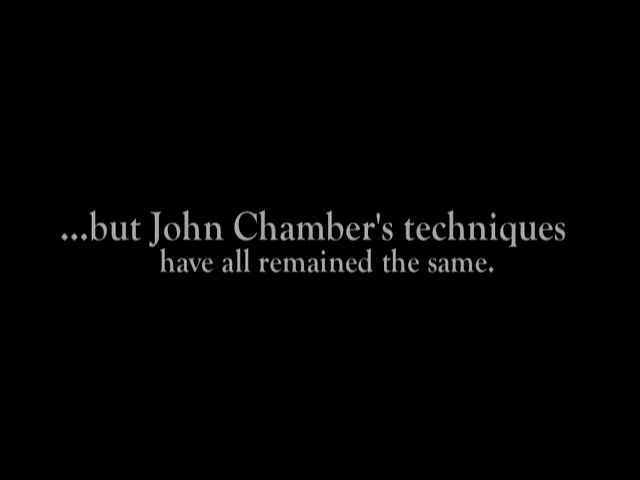 ...but John Chamber's techniques
have all remained the same.